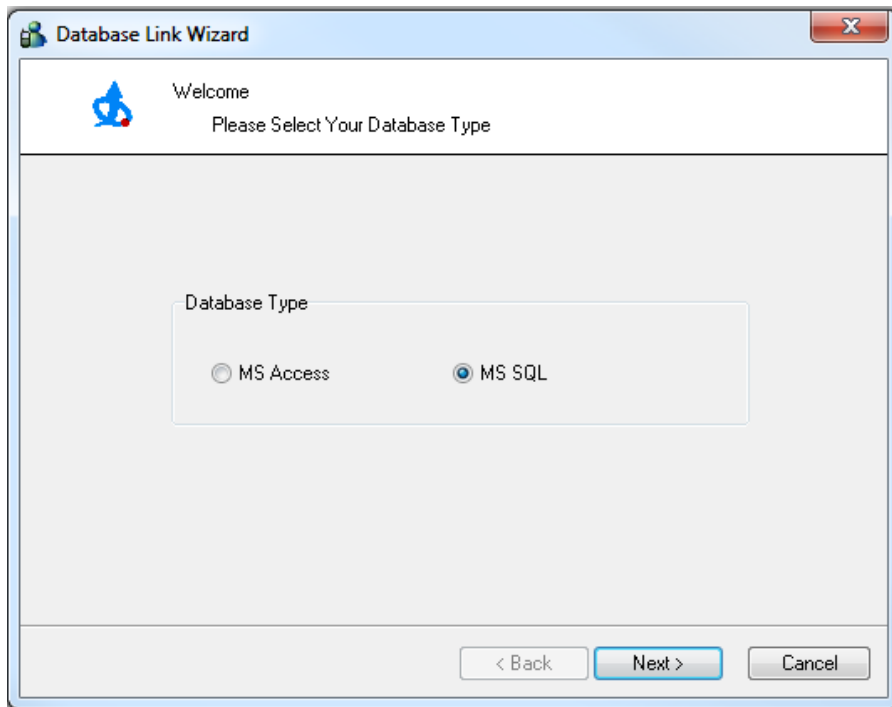 Database Link Wizard
Welcome
Please Select Your Database Type
Database Type
MS Access MS SQL
< Back Next > Cancel